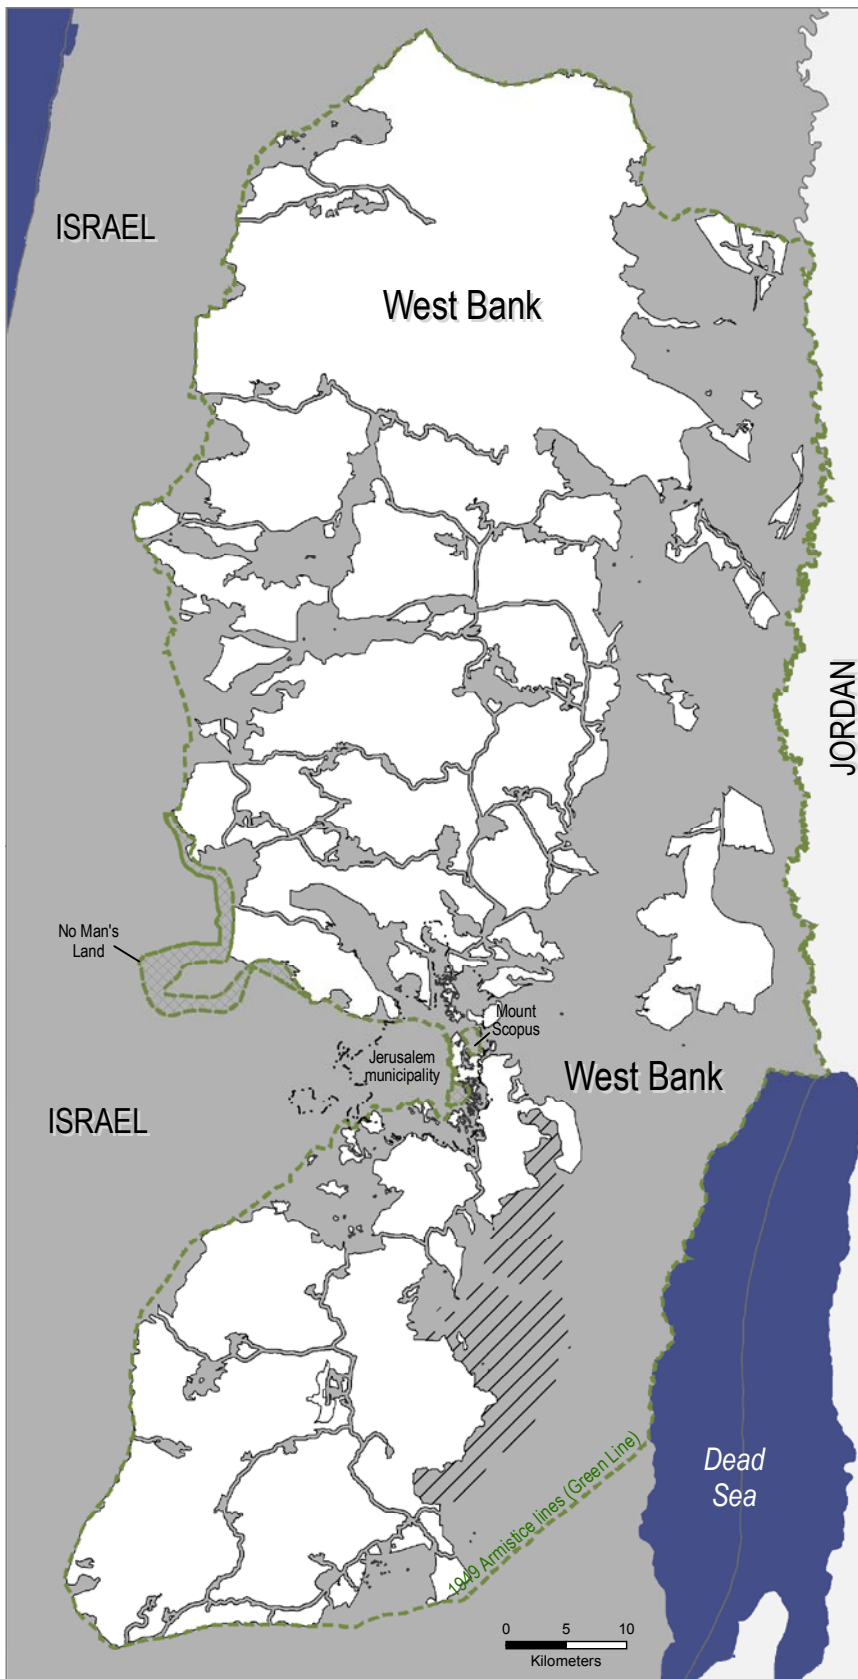 ISRAEL
West Bank
JORDAN
No Man's
Land
Mount
Scopus
Jerusalem
municipality
West Bank
ISRAEL
1949 Armistice lines (Green Line)
Dead
Sea
0 5 10
Kilometers